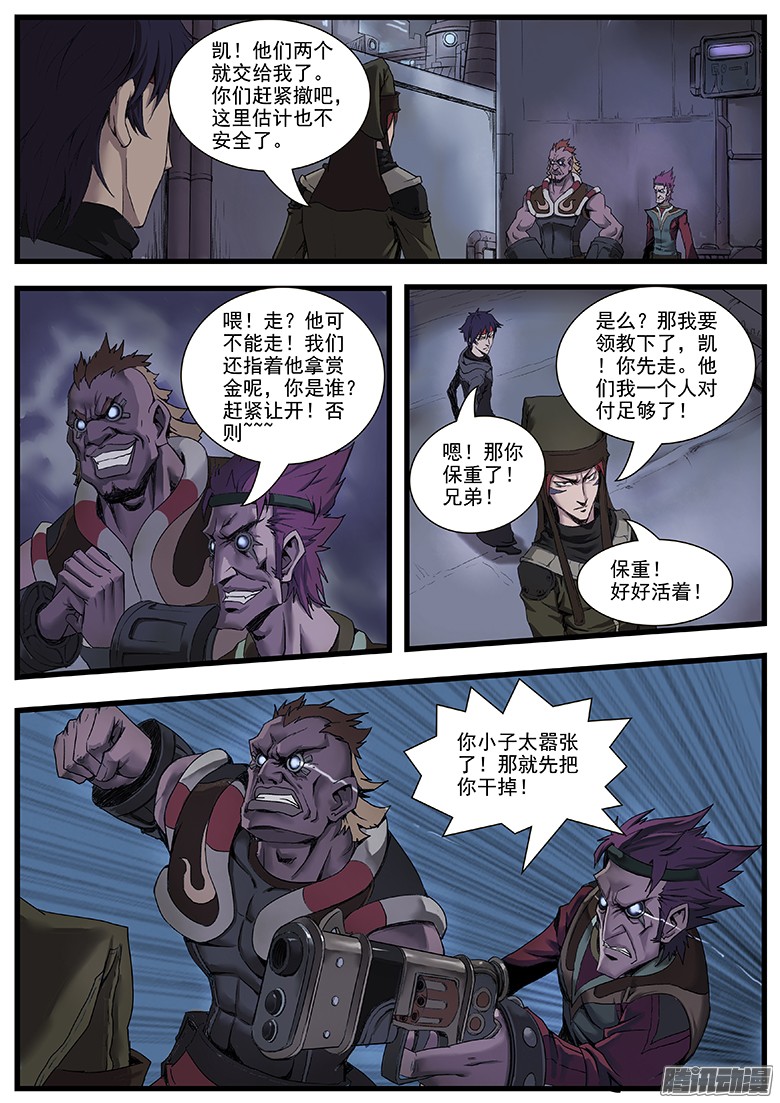 凯！他们两个
就交给我了。
你们赶紧撤吧，
这里估计也不
安全了。
喂！走？他可
不能走！我们
还指着他拿赏
金呢，你是谁？
赶紧让开！否
则~~~
是么？那我要
领教下了，凯
！你先走。他
们我一个人对
付足够了！
嗯！那你
保重了！
兄弟！
保重！
好好活着！
你小子太嚣张
了！那就先把
你干掉！
腾讯动漫